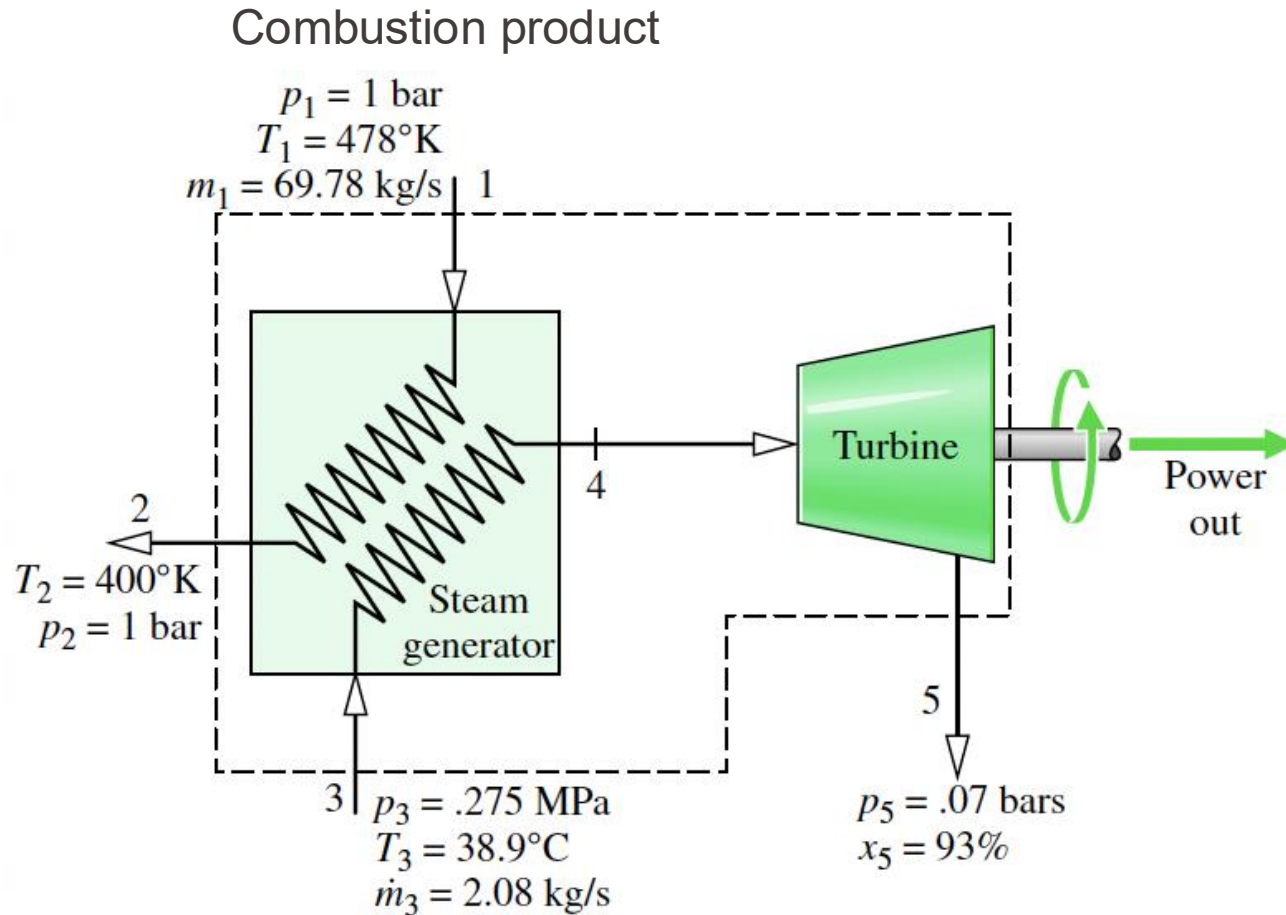 Combustion product
p₁ = 1 bar
T₁ = 478°K
m₁ = 69.78 kg/s
1
2
T₂ = 400°K
p₂ = 1 bar
Steam
generator
4
Turbine
Power
out
3
p₃ = .275 MPa
T₃ = 38.9°C
ṁ₃ = 2.08 kg/s
5
p₅ = .07 bars
x₅ = 93%